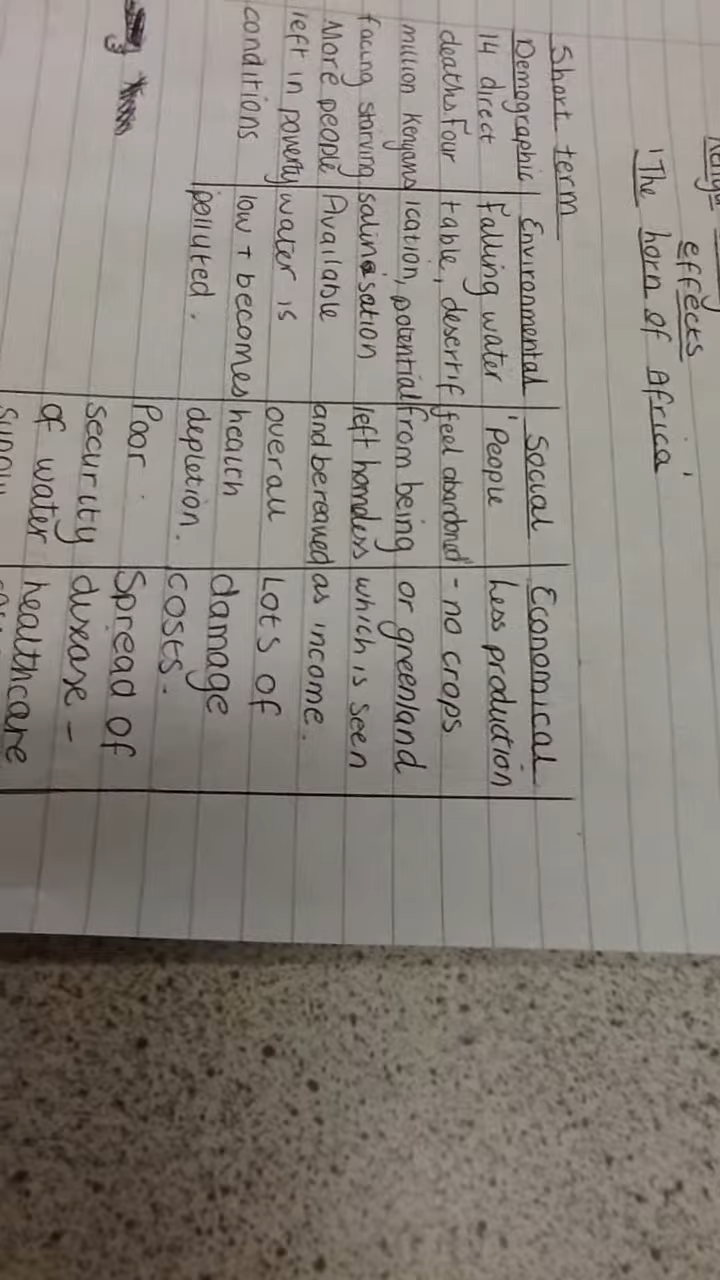 effects
'The horn of Africa'
Short term
Demographic Environmental Social Economical
14 direct falling water 'People Less production
deaths. Four table, desertif feel abandoned' - no crops
million Kenyans ication, potential from being or greenland
facing starving. salinisation left homeless which is seen
More people Available and bereaved as income.
left in poverty water is overall Lots of
conditions low + becomes health damage
polluted. depletion. costs.
Poor Spread of
security disease -
of water healthcare